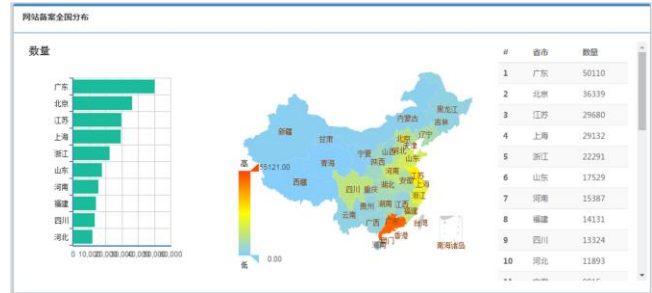 网站备案全国分布
数量
广东
北京
江苏
上海
浙江
山东
河南
福建
四川
河北
0 10,000 20,000 30,000 40,000 50,000 60,000
黑龙江
内蒙古
吉林
新疆
辽宁
北京
天津
甘肃
宁夏
山西
河北
山东
青海
陕西
河南
江苏
西藏
四川
重庆
湖北
安徽
上海
浙江
贵州
湖南
江西
福建
云南
广西
台湾
香港
澳门
南海诸岛
高
55121.00
0.00
低
# 省市 数量
1 广东 50110
2 北京 36339
3 江苏 29680
4 上海 29132
5 浙江 22291
6 山东 17529
7 河南 15387
8 福建 14131
9 四川 13324
10 河北 11893